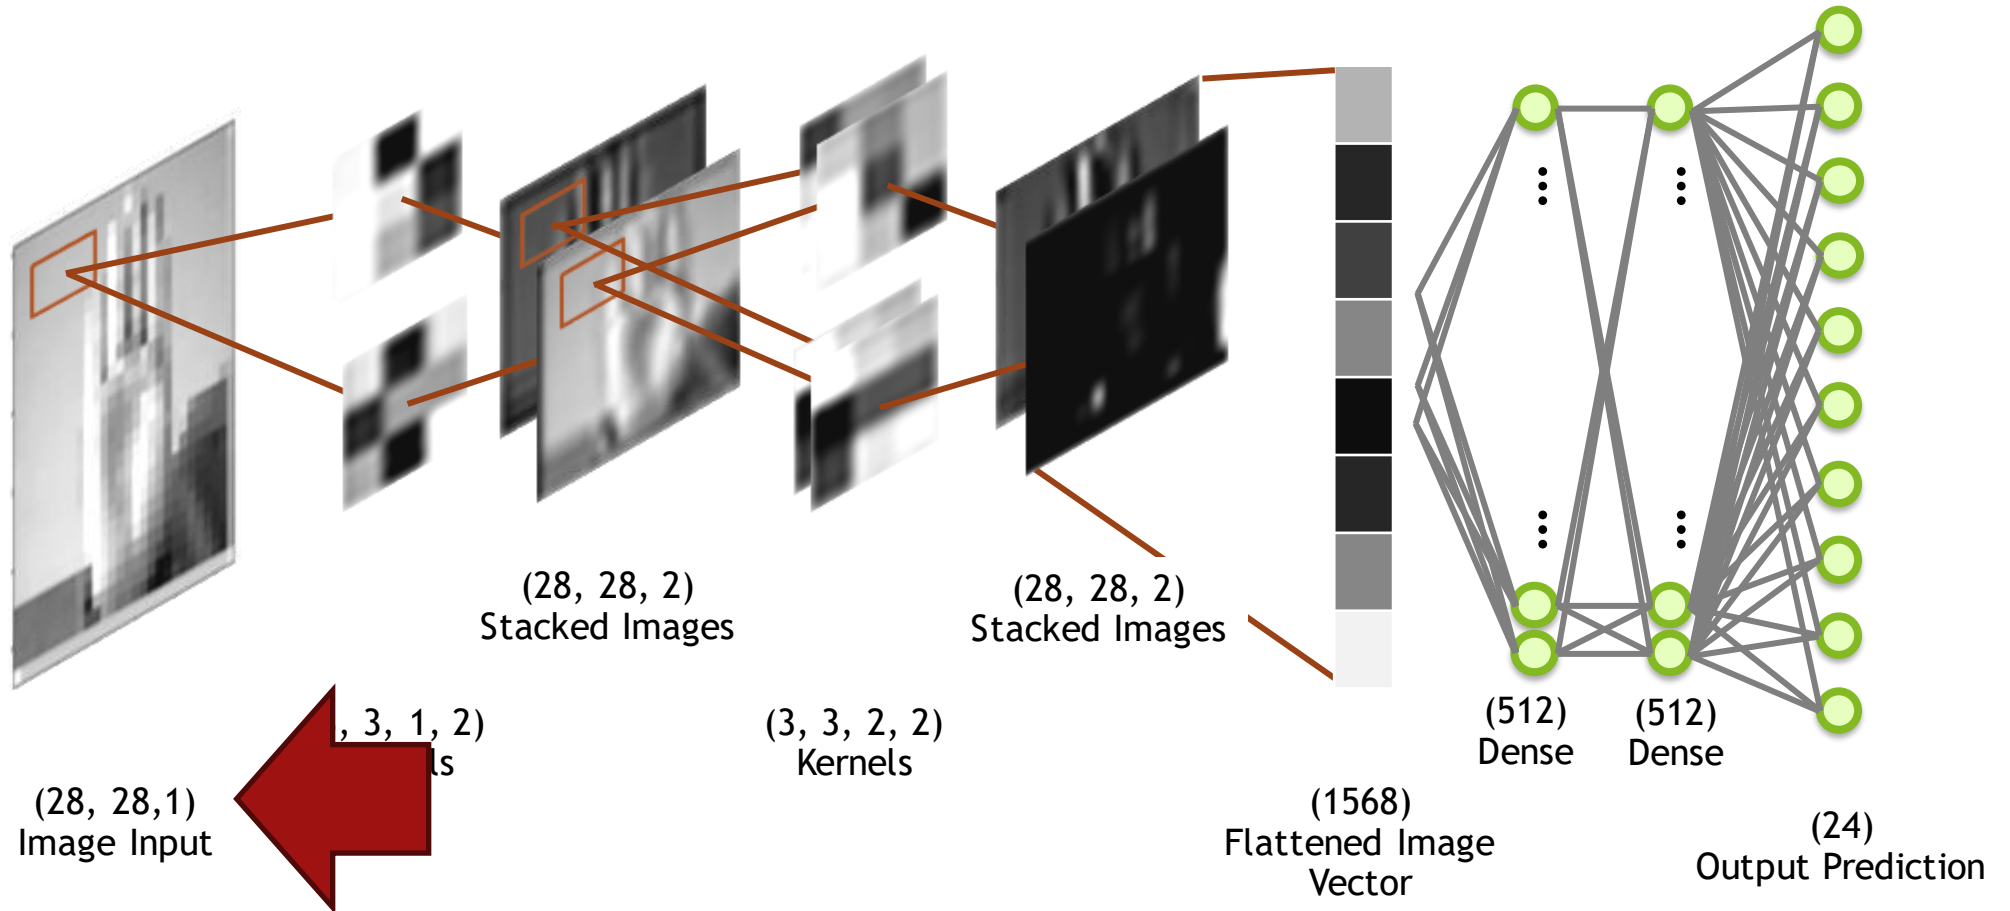 (28, 28, 2)
Stacked Images
(28, 28, 2)
Stacked Images
, 3, 1, 2)
(3, 3, 2, 2)
Kernels
(512)
Dense
(512)
Dense
(28, 28,1)
Image Input
(1568)
Flattened Image
Vector
(24)
Output Prediction